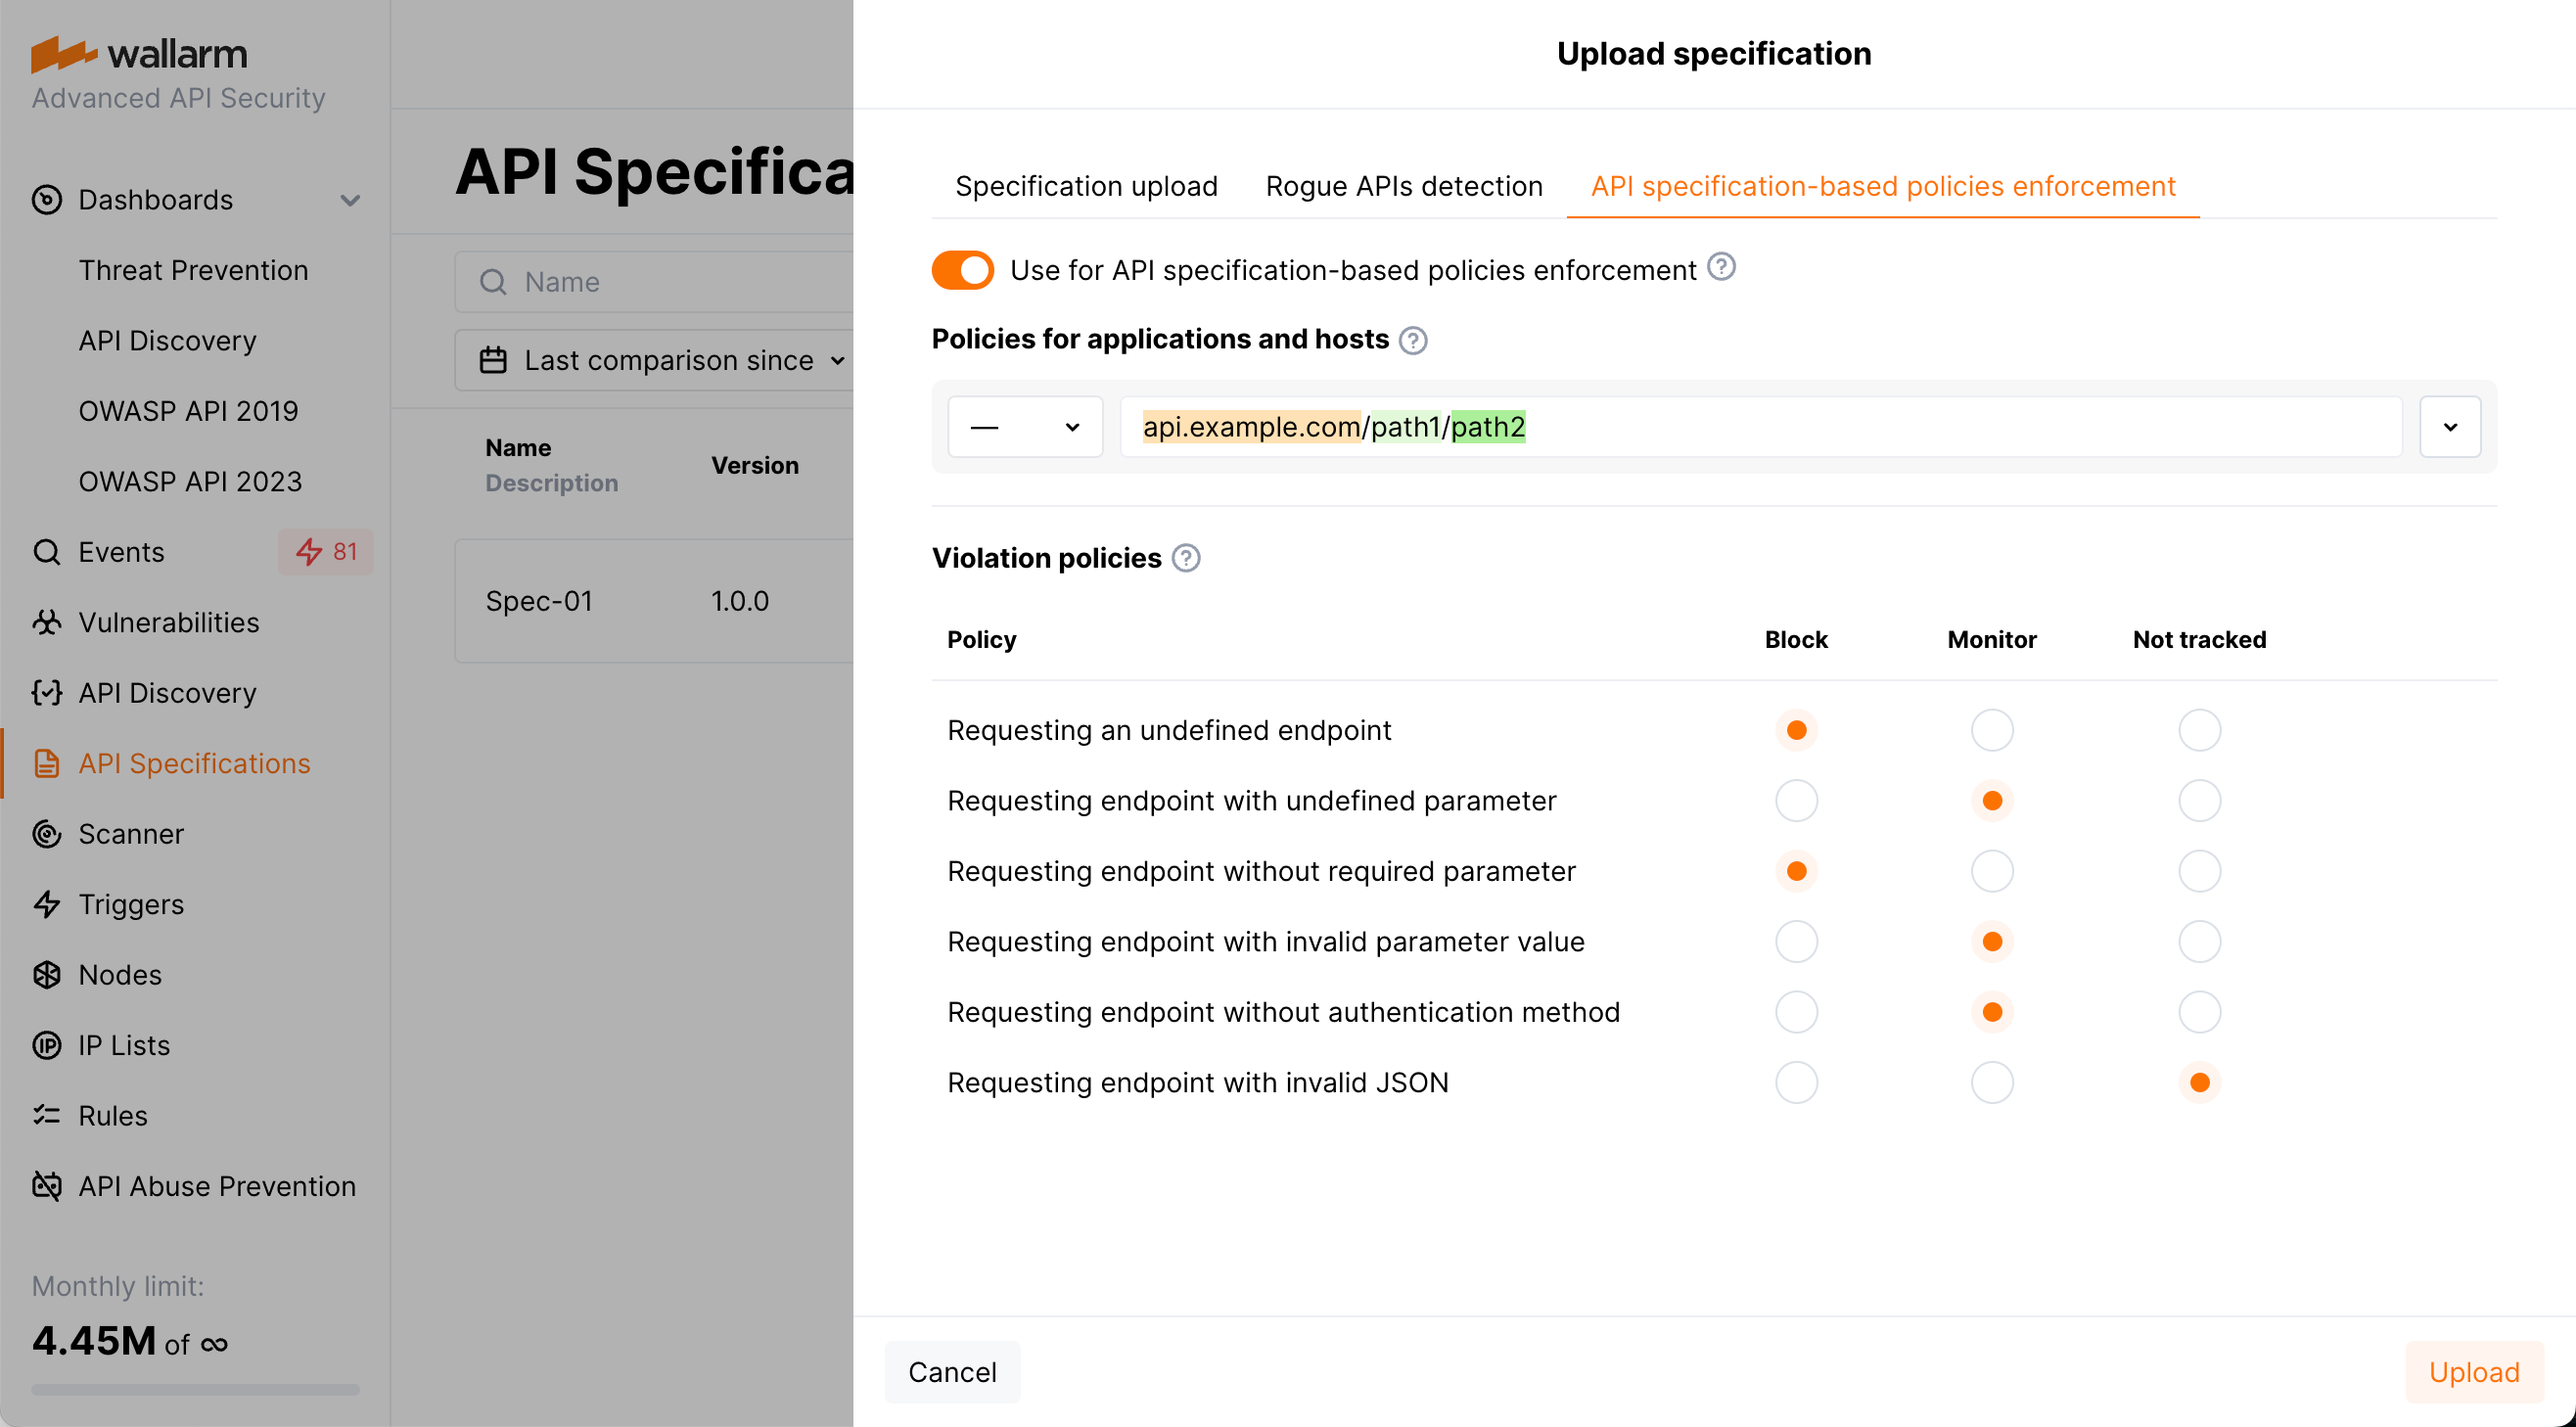 wallarm
Advanced API Security
Dashboards
Threat Prevention
API Discovery
OWASP API 2019
OWASP API 2023
Events
81
Vulnerabilities
API Discovery
API Specifications
Scanner
Triggers
Nodes
IP Lists
Rules
API Abuse Prevention
Monthly limit:
4.45M of ∞
API Specifica
Name
Last comparison since
Name
Description
Version
Spec-01
1.0.0
Upload specification
Specification upload
Rogue APIs detection
API specification-based policies enforcement
Use for API specification-based policies enforcement ?
Policies for applications and hosts ?
—
api.example.com/path1/path2
Violation policies ?
Policy
Block
Monitor
Not tracked
Requesting an undefined endpoint
Requesting endpoint with undefined parameter
Requesting endpoint without required parameter
Requesting endpoint with invalid parameter value
Requesting endpoint without authentication method
Requesting endpoint with invalid JSON
Cancel
Upload